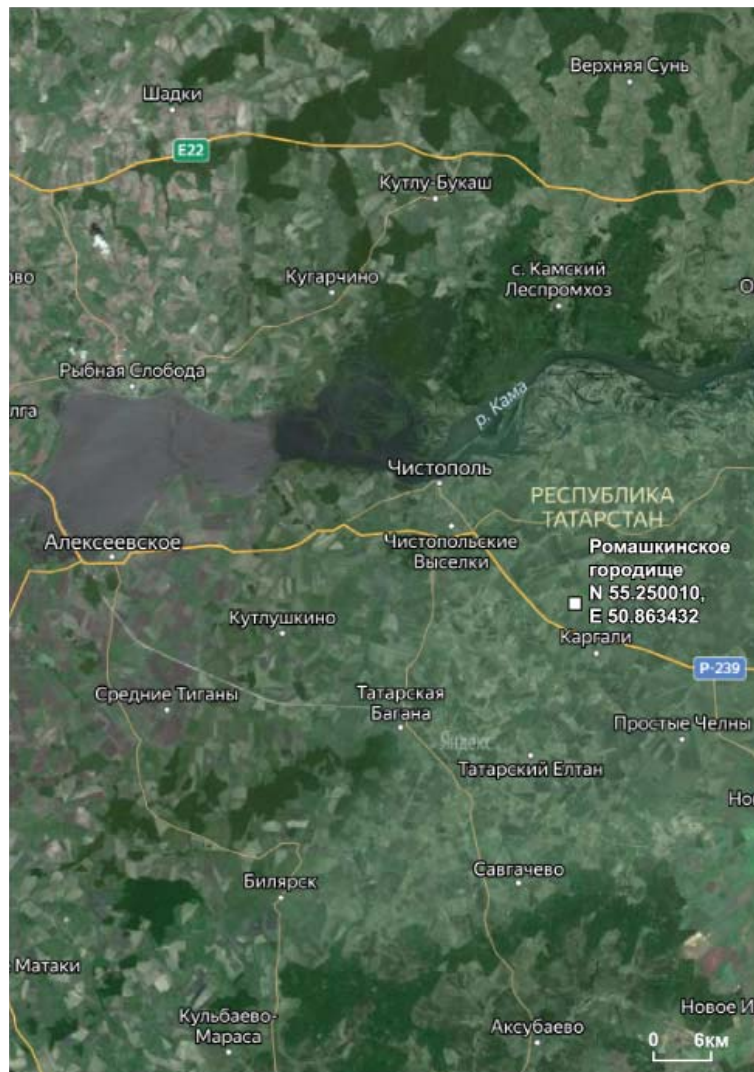 Верхняя Сунь
Шадки
E22
Кутлу-Букаш
ово
Кугарчино
с. Камский
Леспромхоз
О
Рыбная Слобода
лга
р. Кама
Чистополь
РЕСПУБЛИКА
ТАТАРСТАН
Алексеевское
Чистопольские
Выселки
Ромашкинское
городище
N 55.250010,
E 50.863432
Кутлушкино
Каргали
Р-239
Средние Тиганы
Татарская
Багана
Простые Челны
Яндекс
Татарский Елтан
Но
Билярск
Савгачево
е Матаки
Кульбаево-
Мараса
Аксубаево
Новое И
0 6км